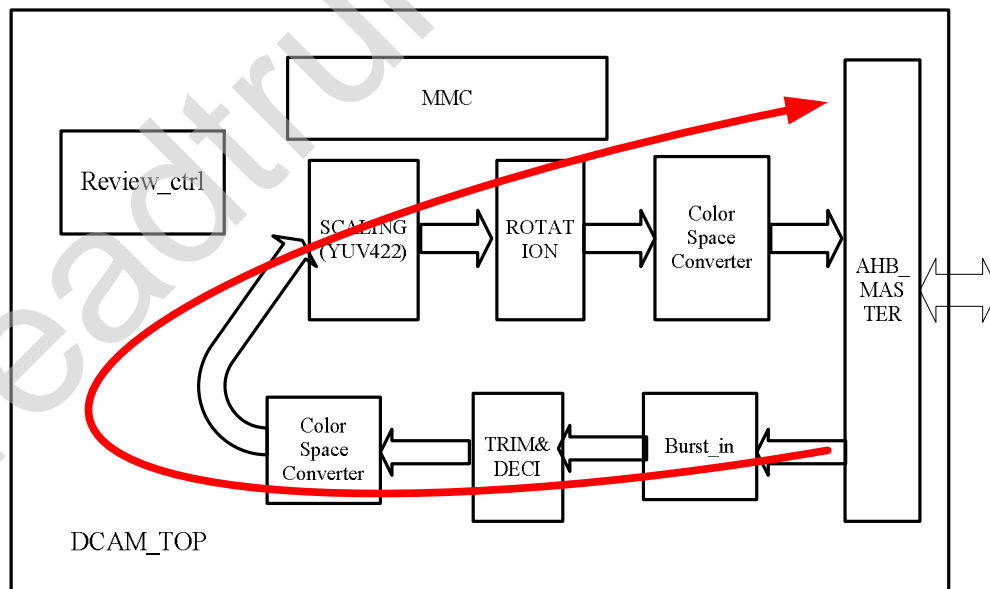 MMC
Review_ctrl
SCALING
(YUV422)
ROTAT
ION
Color
Space
Converter
AHB_
MAS
TER
Color
Space
Converter
TRIM&
DECI
Burst_in
DCAM_TOP